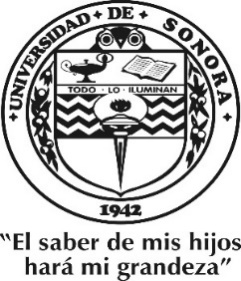 UNIVERSIDAD • DE • SONORA
TODO • LO • ILUMINAN
1942
"El saber de mis hijos
hará mi grandeza"